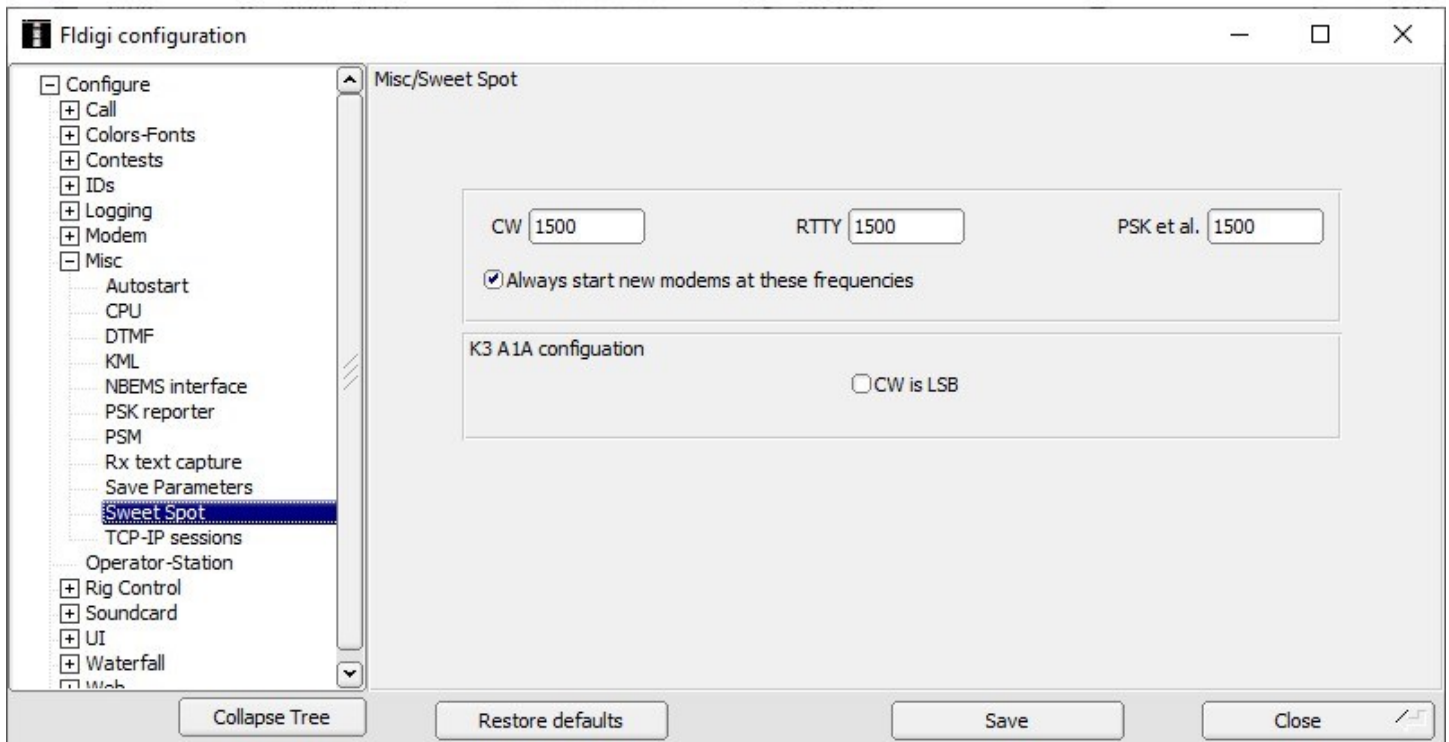 Fldigi configuration
Configure
Call
Colors-Fonts
Contests
IDs
Logging
Modem
Misc
Autostart
CPU
DTMF
KML
NBEMS interface
PSK reporter
PSM
Rx text capture
Save Parameters
Sweet Spot
TCP-IP sessions
Operator-Station
Rig Control
Soundcard
UI
Waterfall
Web
Misc/Sweet Spot
CW 1500 RTTY 1500 PSK et al. 1500
Always start new modems at these frequencies
K3 A1A configuation
CW is LSB
Collapse Tree Restore defaults Save Close